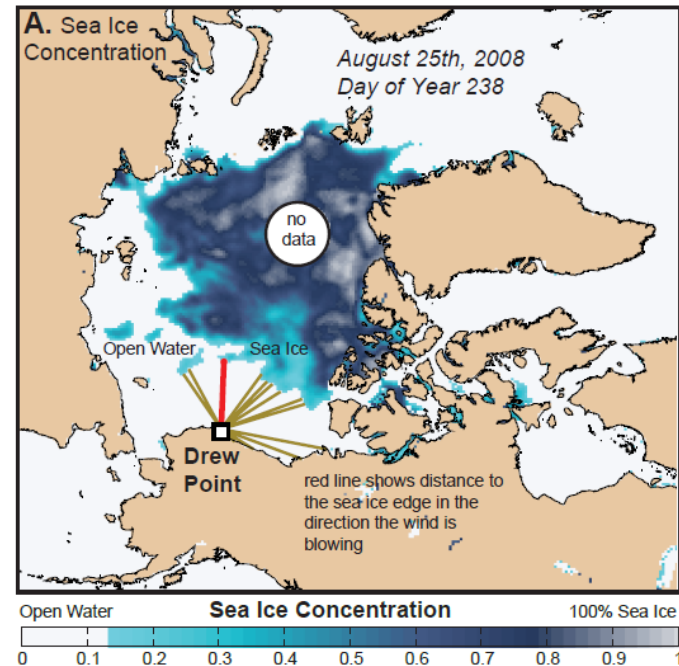 A. Sea Ice
Concentration
August 25th, 2008
Day of Year 238
no
data
Open Water
Sea Ice
Drew
Point
red line shows distance to
the sea ice edge in the
direction the wind is
blowing
Open Water
Sea Ice Concentration
100% Sea Ice
0 0.1 0.2 0.3 0.4 0.5 0.6 0.7 0.8 0.9 1